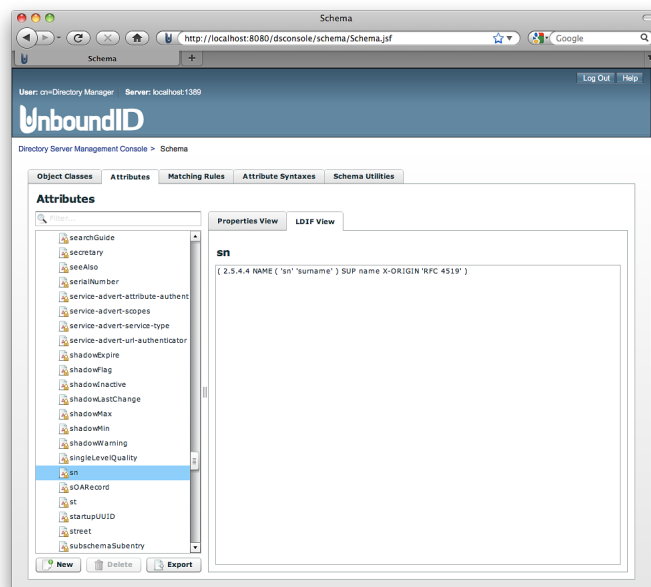 Schema
http://localhost:8080/dsconsole/schema/Schema.jsf
Google
Schema
Log Out Help
User: cn=Directory Manager Server: localhost:1389
UnboundID
Directory Server Management Console > Schema
Object Classes Attributes Matching Rules Attribute Syntaxes Schema Utilities
Attributes
Filter...
searchGuide
secretary
seeAlso
serialNumber
service-advert-attribute-authent
service-advert-scopes
service-advert-service-type
service-advert-url-authenticator
shadowExpire
shadowFlag
shadowInactive
shadowLastChange
shadowMax
shadowMin
shadowWarning
singleLevelQuality
sn
sOARecord
st
startupUUID
street
subschemaSubentry
New Delete Export
Properties View LDIF View
sn
( 2.5.4.4 NAME ( 'sn' 'surname' ) SUP name X-ORIGIN 'RFC 4519' )